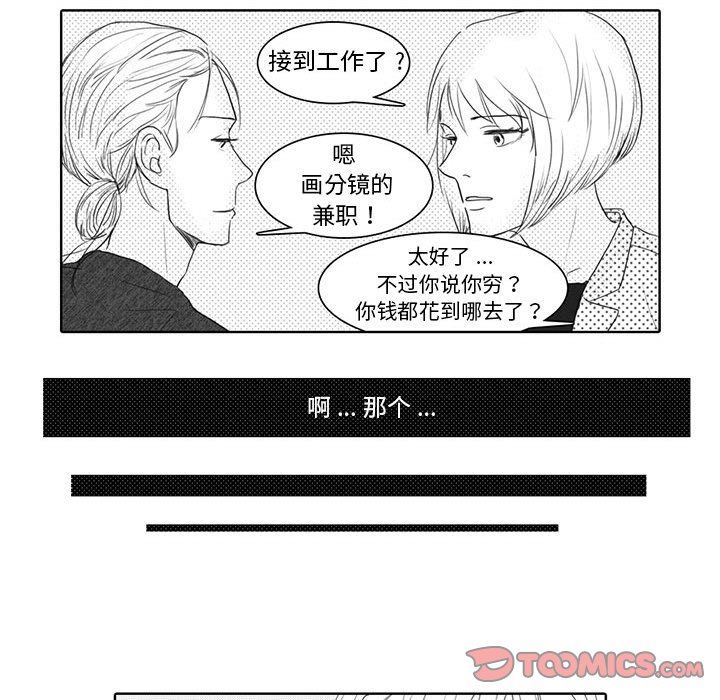 接到工作了？
嗯
画分镜的
兼职！
太好了...
不过你说你穷？
你钱都花到哪去了？
啊...那个...
TOOMICS.COM